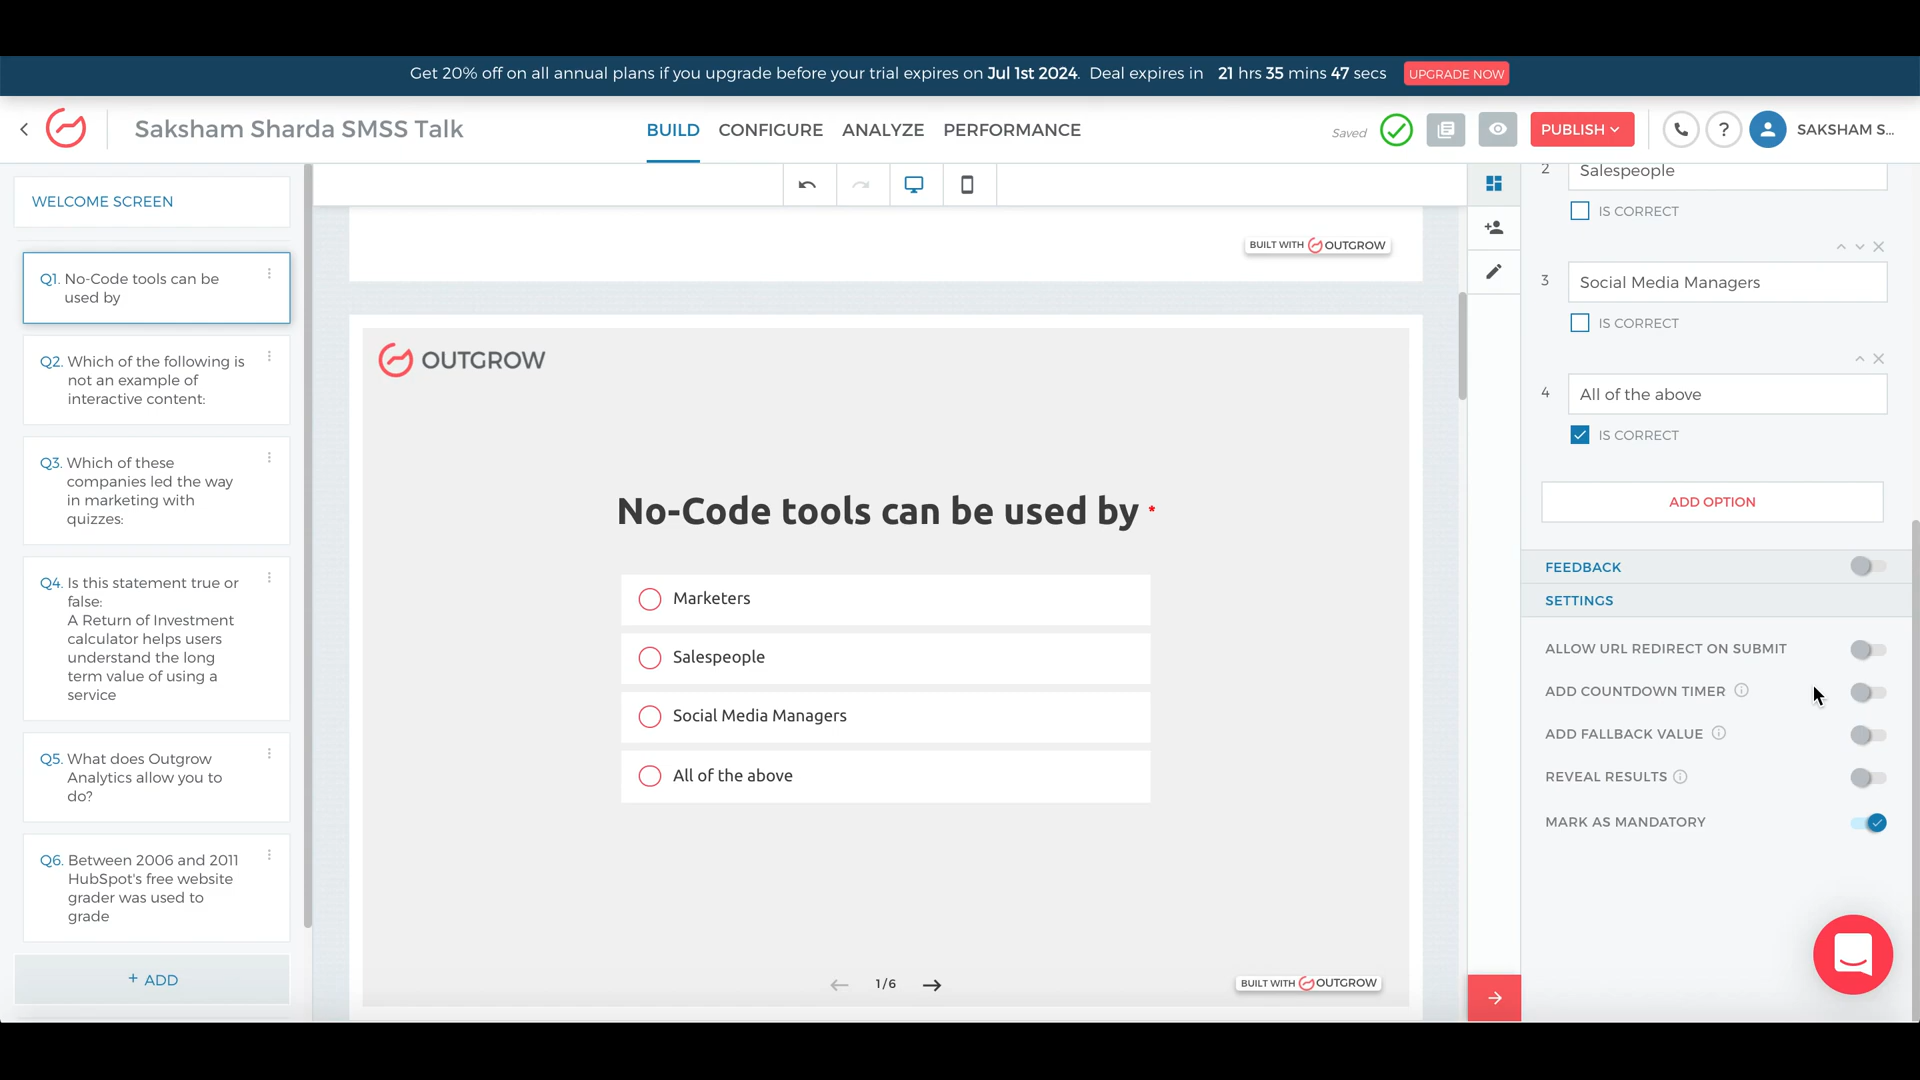 Get 20% off on all annual plans if you upgrade before your trial expires on Jul 1st 2024. Deal expires in 21 hrs 35 mins 47 secs UPGRADE NOW
Saksham Sharda SMSS Talk
BUILD CONFIGURE ANALYZE PERFORMANCE
Saved
PUBLISH
?
SAKSHAM S...
WELCOME SCREEN
Q1. No-Code tools can be
used by
Q2. Which of the following is
not an example of
interactive content:
Q3. Which of these
companies led the way
in marketing with
quizzes:
Q4. Is this statement true or
false:
A Return of Investment
calculator helps users
understand the long
term value of using a
service
Q5. What does Outgrow
Analytics allow you to
do?
Q6. Between 2006 and 2011
HubSpot's free website
grader was used to
grade
+ ADD
BUILT WITH OUTGROW
OUTGROW
No-Code tools can be used by *
Marketers
Salespeople
Social Media Managers
All of the above
1/6
BUILT WITH OUTGROW
2 Salespeople
IS CORRECT
3 Social Media Managers
IS CORRECT
4 All of the above
IS CORRECT
ADD OPTION
FEEDBACK
SETTINGS
ALLOW URL REDIRECT ON SUBMIT
ADD COUNTDOWN TIMER
ADD FALLBACK VALUE
REVEAL RESULTS
MARK AS MANDATORY